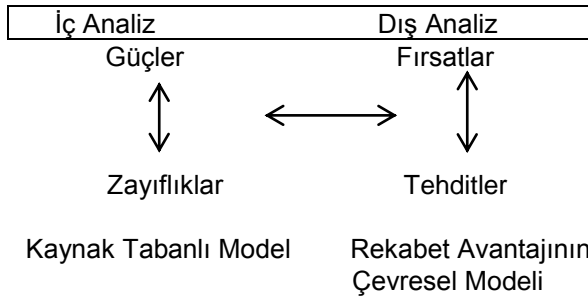 İç Analiz Dış Analiz
Güçler Fırsatlar
Zayıflıklar Tehditler
Kaynak Tabanlı Model Rekabet Avantajının
Çevresel Modeli